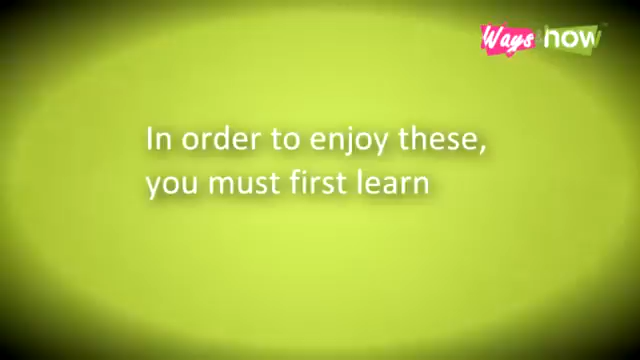 Ways now
In order to enjoy these,
you must first learn